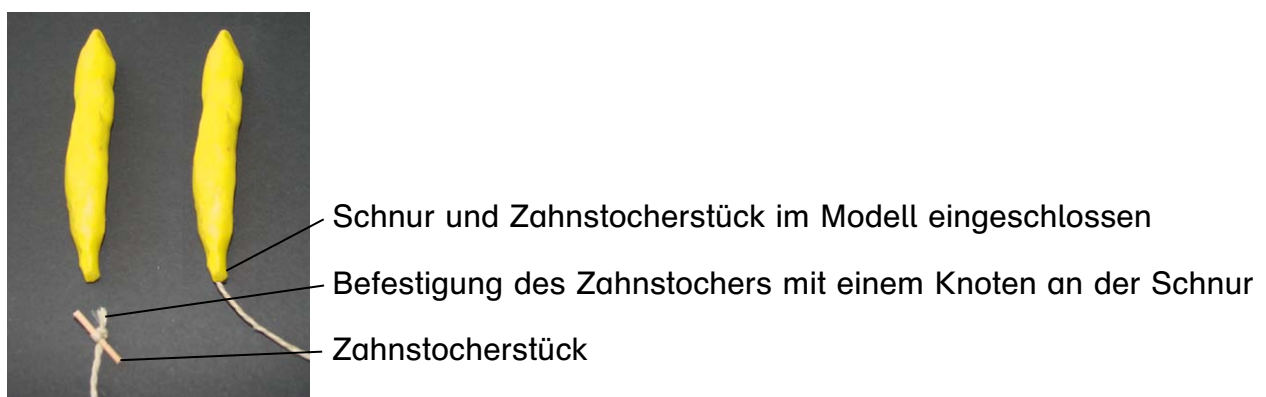 Schnur und Zahnstocherstück im Modell eingeschlossen
Befestigung des Zahnstochers mit einem Knoten an der Schnur
Zahnstocherstück